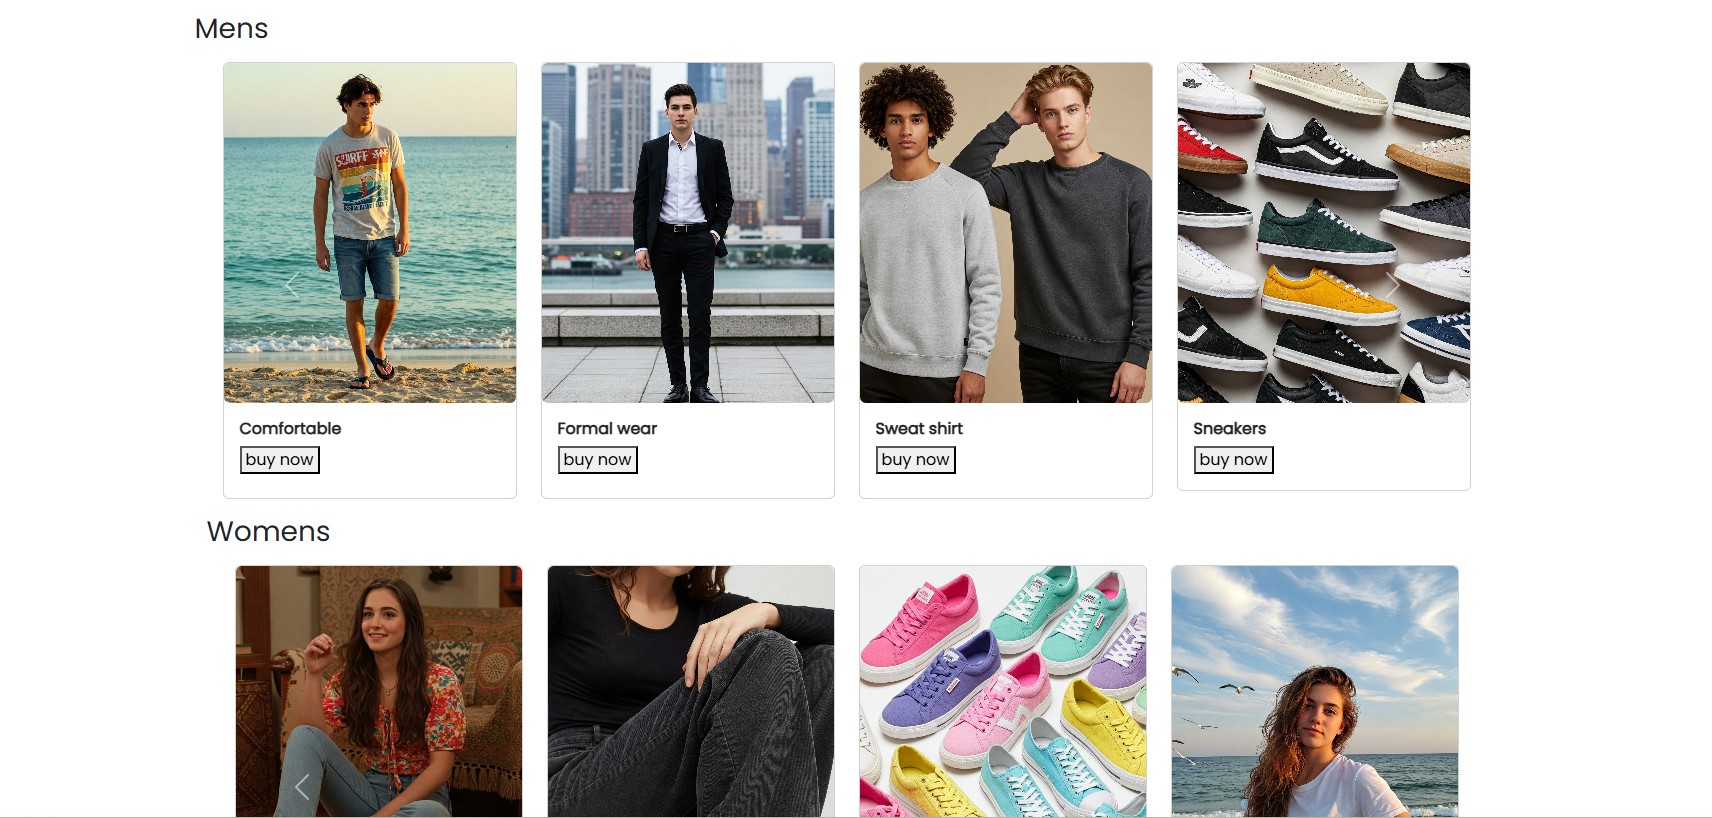 Mens
Comfortable
buy now
Formal wear
buy now
Sweat shirt
buy now
Sneakers
buy now
Womens